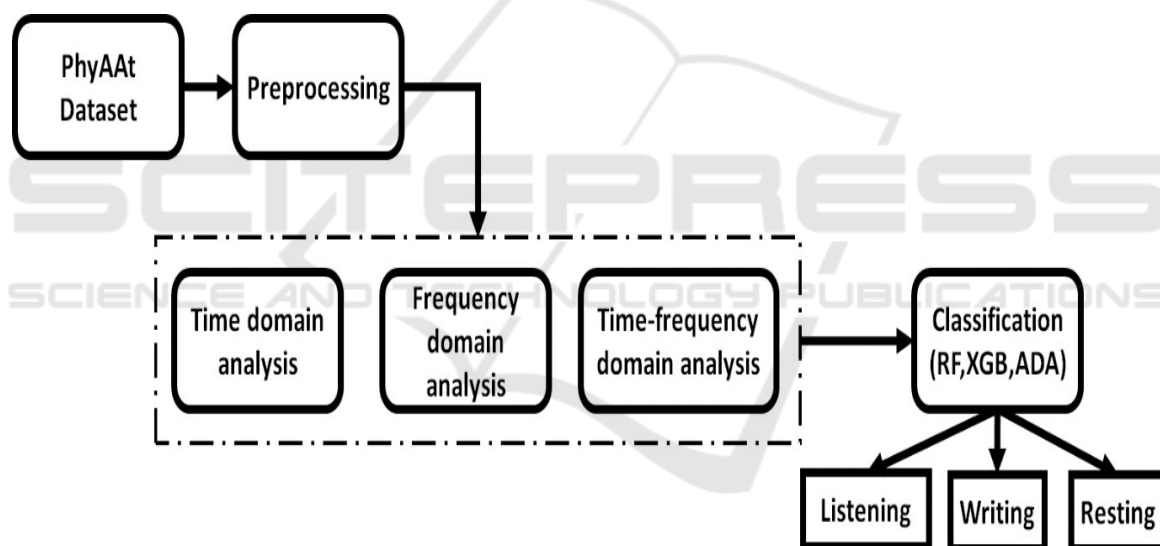 PhyAAt
Dataset
Preprocessing
SCITEPRESS
SCIENCE AND TECHNOLOGY PUBLICATIONS
Time domain
analysis
Frequency
domain
analysis
Time-frequency
domain analysis
Classification
(RF,XGB,ADA)
Listening
Writing
Resting